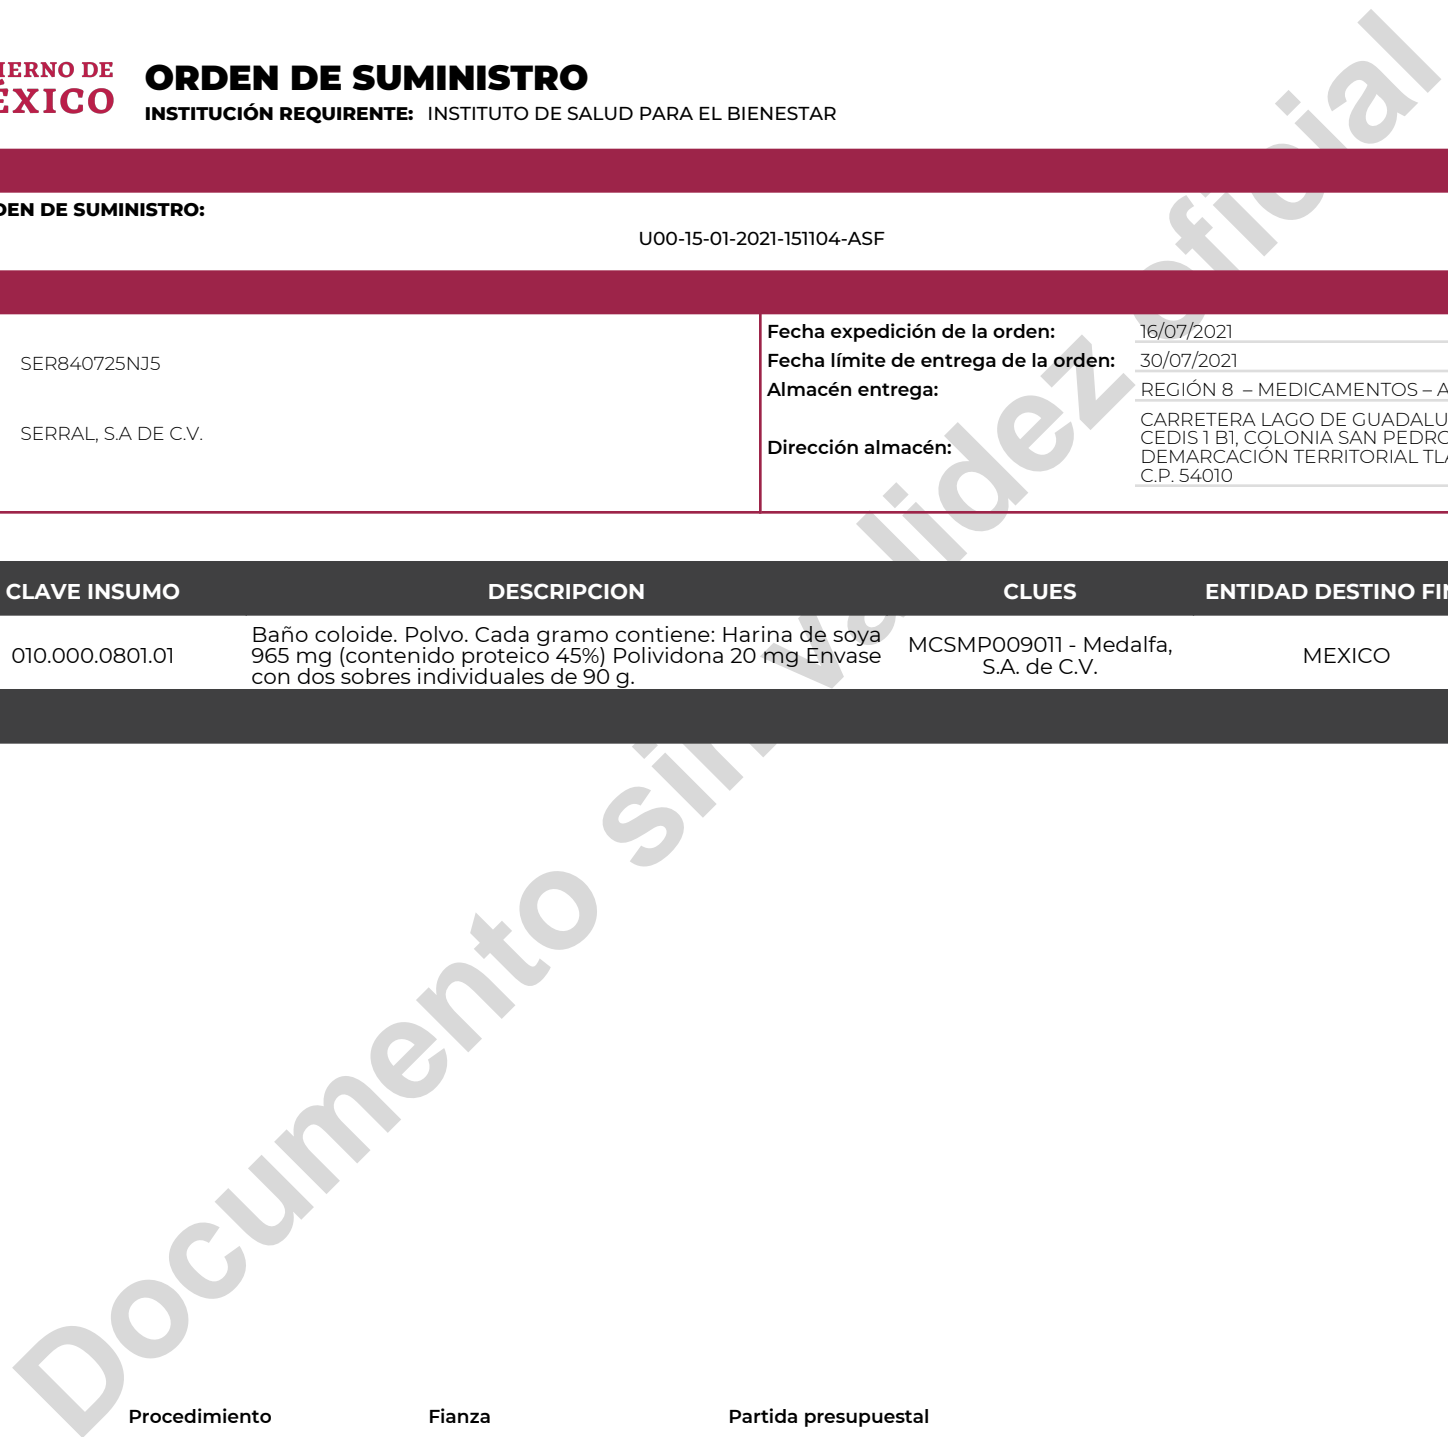 IERNO DE
ÉXICO
ORDEN DE SUMINISTRO
INSTITUCIÓN REQUIRENTE: INSTITUTO DE SALUD PARA EL BIENESTAR
DEN DE SUMINISTRO:
U00-15-01-2021-151104-ASF
SER840725NJ5
SERRAL, S.A DE C.V.
Fecha expedición de la orden: 16/07/2021
Fecha límite de entrega de la orden: 30/07/2021
Almacén entrega: REGIÓN 8 – MEDICAMENTOS – A
Dirección almacén:
CARRETERA LAGO DE GUADALU
CEDIS 1 B1, COLONIA SAN PEDRO
DEMARCACIÓN TERRITORIAL TLA
C.P. 54010
CLAVE INSUMO DESCRIPCION CLUES ENTIDAD DESTINO FIN
010.000.0801.01
Baño coloide. Polvo. Cada gramo contiene: Harina de soya
965 mg (contenido proteico 45%) Polividona 20 mg Envase
con dos sobres individuales de 90 g.
MCSMP009011 - Medalfa,
S.A. de C.V.
MEXICO
Documento sin validez oficial
Procedimiento Fianza Partida presupuestal